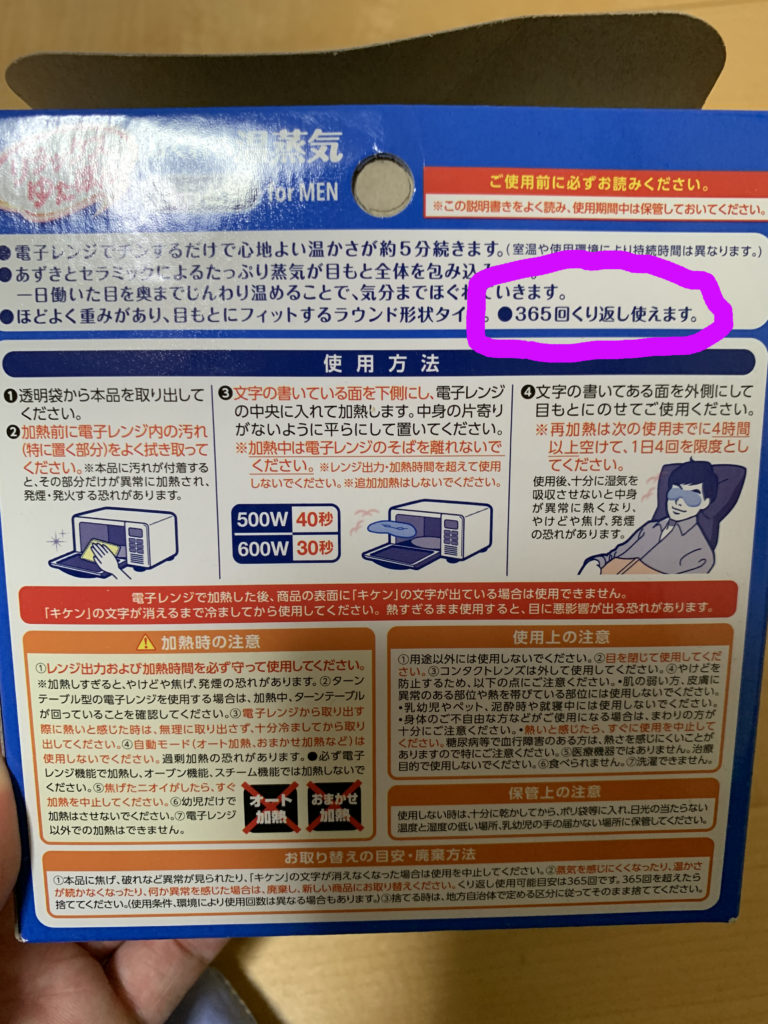 蒸気
for MEN
ご使用前に必ずお読みください。
※この説明書きをよく読み、使用期間中は保管しておいてください。
●電子レンジでチンするだけで心地よい温かさが約5分続きます。(室温や使用環境により持続時間は異なります。)
●あずきとセラミックによるたっぷり蒸気が目もと全体を包み込
一日働いた目を奥までじんわり温めることで、気分までほぐれていきます。
●ほどよく重みがあり、目もとにフィットするラウンド形状タイ 。●365回くり返し使えます。
使用方法
❶透明袋から本品を取り出して
ください。
❷加熱前に電子レンジ内の汚れ
(特に置く部分)をよく拭き取っ
てください。※本品に汚れが付着する
と、その部分だけが異常に加熱され、
発煙・発火する恐れがあります。
❸文字の書いている面を下側にし、電子レンジ
の中央に入れて加熱します。中身の片寄り
がないように平らにして置いてください。
※加熱中は電子レンジのそばを離れないで
ください。※レンジ出力・加熱時間を超えて使用
しないでください。※追加加熱はしないでください。
500W 40秒
600W 30秒
❹文字の書いてある面を外側にして
目もとにのせてご使用ください。
※再加熱は次の使用までに4時間
以上空けて、1日4回を限度とし
てください。
使用後、十分に湿気を
吸収させないと中身
が異常に熱くなり、
やけどや焦げ、発煙
の恐れがあります。
電子レンジで加熱した後、商品の表面に「キケン」の文字が出ている場合は使用できません。
「キケン」の文字が消えるまで冷ましてから使用してください。熱すぎるまま使用すると、目に悪影響が出る恐れがあります。
加熱時の注意
①レンジ出力および加熱時間を必ず守って使用してください。
※加熱しすぎると、やけどや焦げ、発煙の恐れがあります。②ターン
テーブル型の電子レンジを使用する場合は、加熱中、ターンテーブル
が回っていることを確認してください。③電子レンジから取り出す
際に熱いと感じた時は、無理に取り出さず、十分冷ましてから取り
出してください。④自動モード(オート加熱、おまかせ加熱など)は
使用しないでください。過剰加熱の恐れがあります。●必ず電子
レンジ機能で加熱し、オーブン機能、スチーム機能では加熱しないで
ください。⑤焦げたニオイがしたら、すぐ
加熱を中止してください。⑥幼児だけで
加熱はさせないでください。⑦電子レンジ
以外での加熱はできません。
オート
加熱
おまかせ
加熱
使用上の注意
①用途以外には使用しないでください。②目を閉じて使用してくだ
さい。③コンタクトレンズは外して使用してください。④やけどを
防止するため、以下の点にご注意ください。・肌の弱い方、皮膚に
異常のある部位や熱を帯びている部位には使用しないでください。
・乳幼児やペット、泥酔時や就寝中には使用しないでください。
・身体のご不自由な方などがご使用になる場合は、まわりの方が
十分にご注意ください。・熱いと感じたら、すぐに使用を中止して
ください。糖尿病等で血行障害のある方は、熱さを感じにくいことが
ありますので特にご注意ください。⑤医療機器ではありません。治療
目的で使用しないでください。⑥食べられません。⑦洗濯できません。
保管上の注意
使用しない時は、十分に乾かしてから、ポリ袋等に入れ、日光の当たらない
温度と湿度の低い場所、乳幼児の手の届かない場所に保管してください。
お取り替えの目安・廃棄方法
①本品に焦げ、破れなど異常が見られたり、「キケン」の文字が消えなくなった場合は使用を中止してください。②蒸気を感じにくくなったり、温かさ
が続かなくなったり、何か異常を感じた場合は、廃棄し、新しい商品にお取り替えください。くり返し使用可能目安は365回です。365回を超えたら
捨ててください。(使用条件、環境により使用回数は異なる場合もあります。)③捨てる時は、地方自治体で定める区分に従ってそのまま捨ててください。